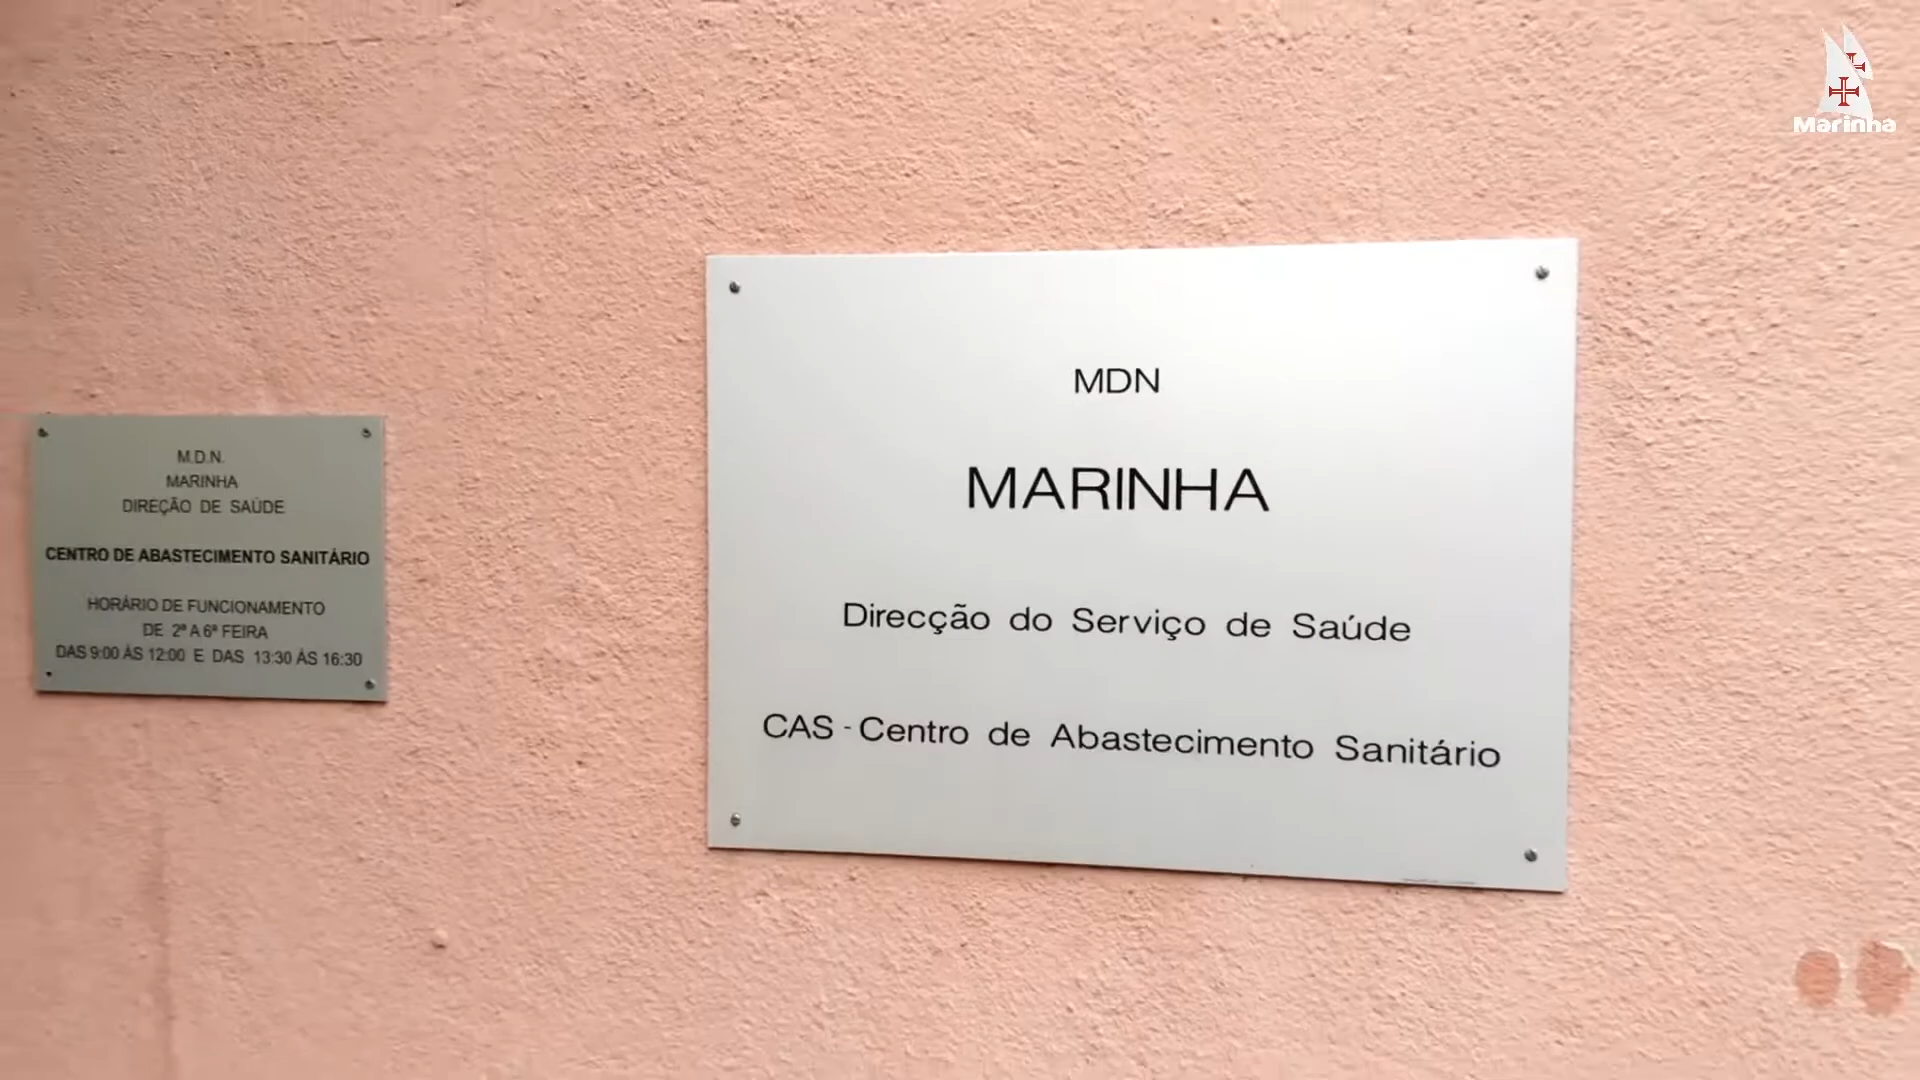 M.D.N.
MARINHA
DIREÇÃO DE SAÚDE
CENTRO DE ABASTECIMENTO SANITÁRIO
HORÁRIO DE FUNCIONAMENTO
DE 2ª A 6ª FEIRA
DAS 9:00 ÀS 12:00 E DAS 13:30 ÀS 16:30
MDN
MARINHA
Direcção do Serviço de Saúde
CAS - Centro de Abastecimento Sanitário
Marinha